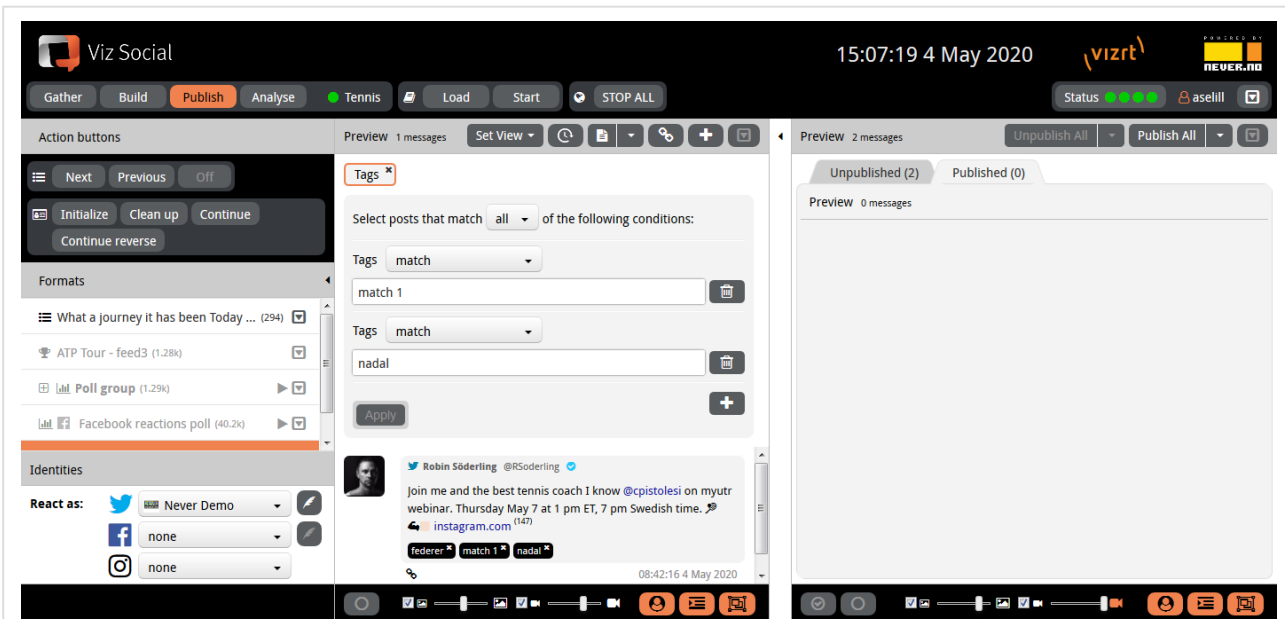 Viz Social
15:07:19 4 May 2020
vizrt
POWERED BY
never.no
Gather Build Publish Analyse Tennis Load Start STOP ALL
Status aselill
Action buttons
Next Previous Off
Initialize Clean up Continue
Continue reverse
Formats
What a journey it has been Today ... (294)
ATP Tour - feed3 (1.28k)
Poll group (1.29k)
Facebook reactions poll (40.2k)
Identities
React as: Never Demo
none
none
Preview 1 messages Set View
Tags
Select posts that match all of the following conditions:
Tags match
match 1
Tags match
nadal
Apply
Robin Söderling @RSoderling
Join me and the best tennis coach I know @cpistolesi on myutr
webinar. Thursday May 7 at 1 pm ET, 7 pm Swedish time.
instagram.com (147)
federer match 1 nadal
08:42:16 4 May 2020
Preview 2 messages Unpublish All Publish All
Unpublished (2) Published (0)
Preview 0 messages